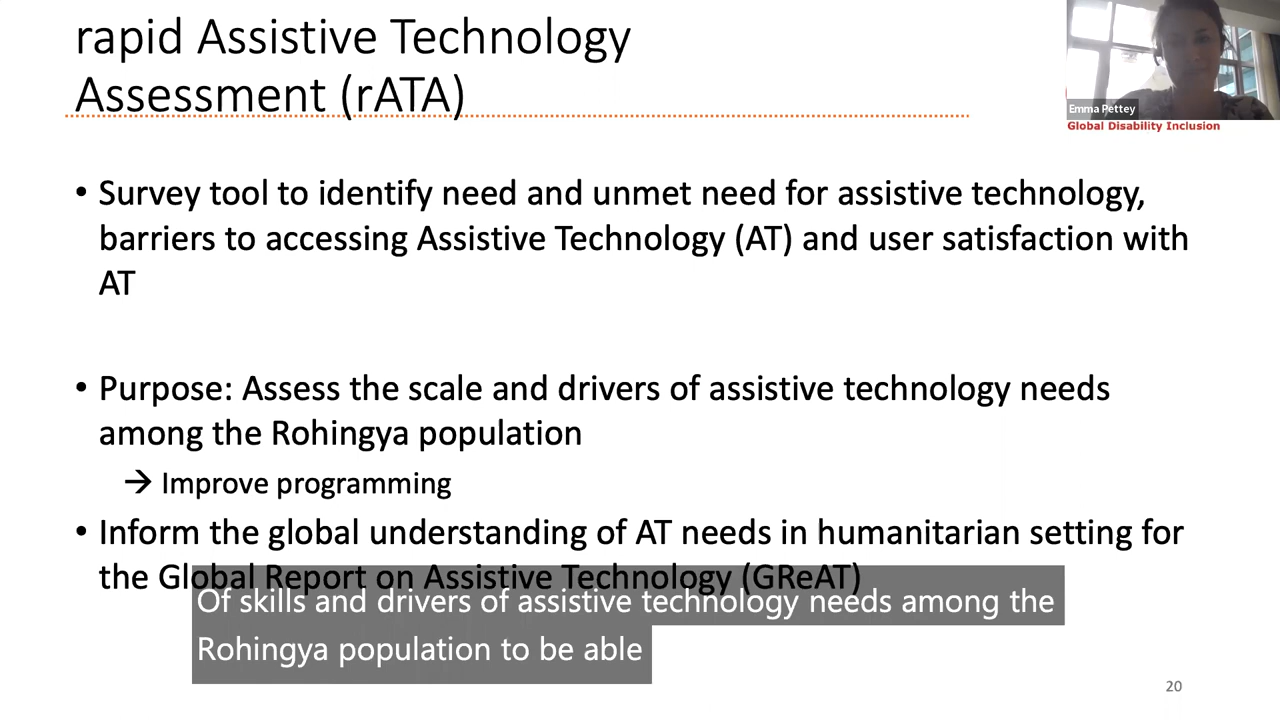 rapid Assistive Technology
Assessment (rATA)
Emma Pettey
Global Disability Inclusion
• Survey tool to identify need and unmet need for assistive technology,
barriers to accessing Assistive Technology (AT) and user satisfaction with
AT
• Purpose: Assess the scale and drivers of assistive technology needs
among the Rohingya population
→ Improve programming
• Inform the global understanding of AT needs in humanitarian setting for
the Global Report on Assistive Technology (GReAT)
Of skills and drivers of assistive technology needs among the
Rohingya population to be able
20